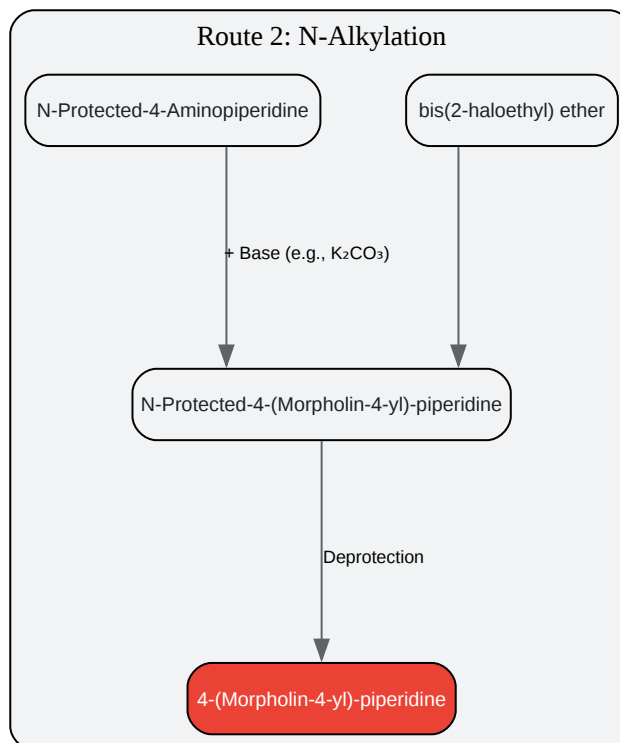 Route 2: N-Alkylation
N-Protected-4-Aminopiperidine
bis(2-haloethyl) ether
+ Base (e.g., K₂CO₃)
N-Protected-4-(Morpholin-4-yl)-piperidine
Deprotection
4-(Morpholin-4-yl)-piperidine